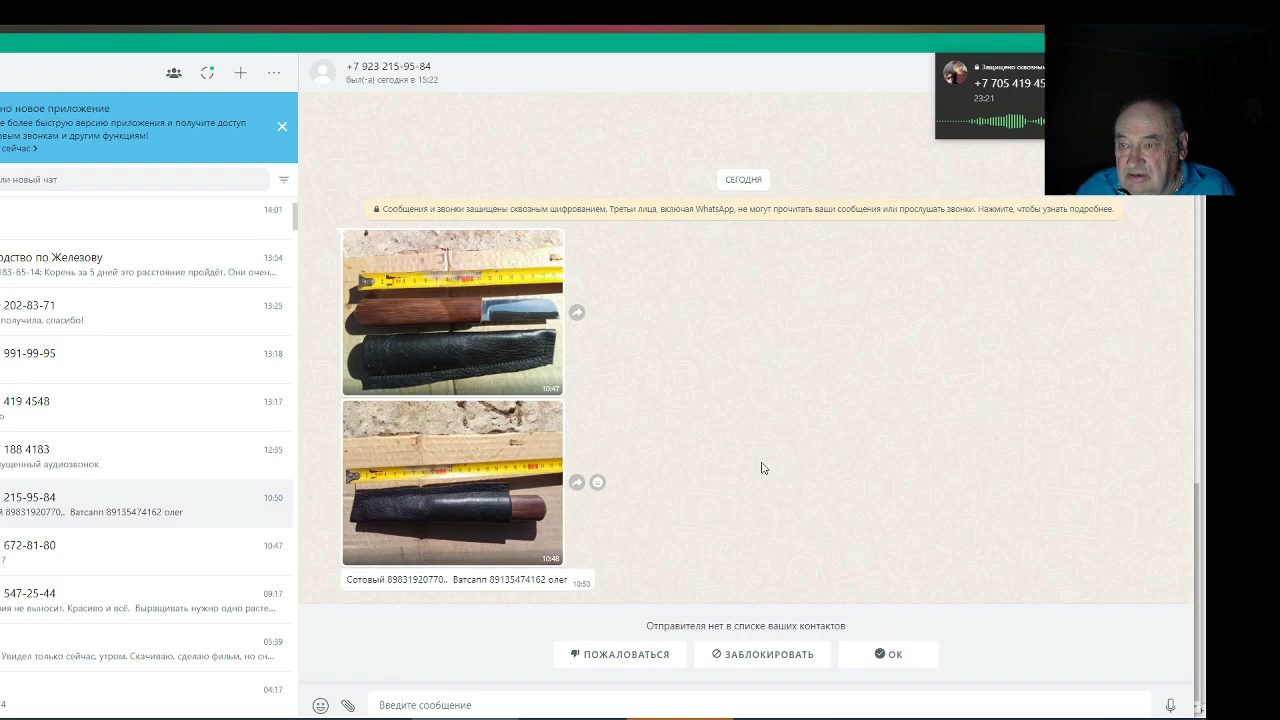 но новое приложение
е более быструю версию приложения и получите доступ
овым звонкам и другим функциям!
сейчас >
ли новый чат
14:01
одство по Железову
13:54
183-65-14: Корень за 5 дней это расстояние пройдёт. Они очен...
202-83-71
13:25
получила, спасибо!
991-99-95
13:18
419 4548
13:17
о
188 4183
12:35
ущенный аудиозвонок
215-95-84
10:50
й 89831920770.. Ватсапп 89135474162 олег
672-81-80
10:47
7
547-25-44
09:17
ния не выносит. Красиво и всё. Выращивать нужно одно расте...
05:39
Увидел только сейчас, утром. Скачиваю, сделаю фильм, но сн...
04:17
4
+7 923 215-95-84
был(-а) сегодня в 15:22
Защищено сквозным
+7 705 419 45
23:21
СЕГОДНЯ
Сообщения и звонки защищены сквозным шифрованием. Третьи лица, включая WhatsApp, не могут прочитать ваши сообщения или прослушать звонки. Нажмите, чтобы узнать подробнее.
10:47
10:48
Сотовый 89831920770.. Ватсапп 89135474162 олег
10:50
Отправителя нет в списке ваших контактов
ПОЖАЛОВАТЬСЯ
ЗАБЛОКИРОВАТЬ
ОК
Введите сообщение